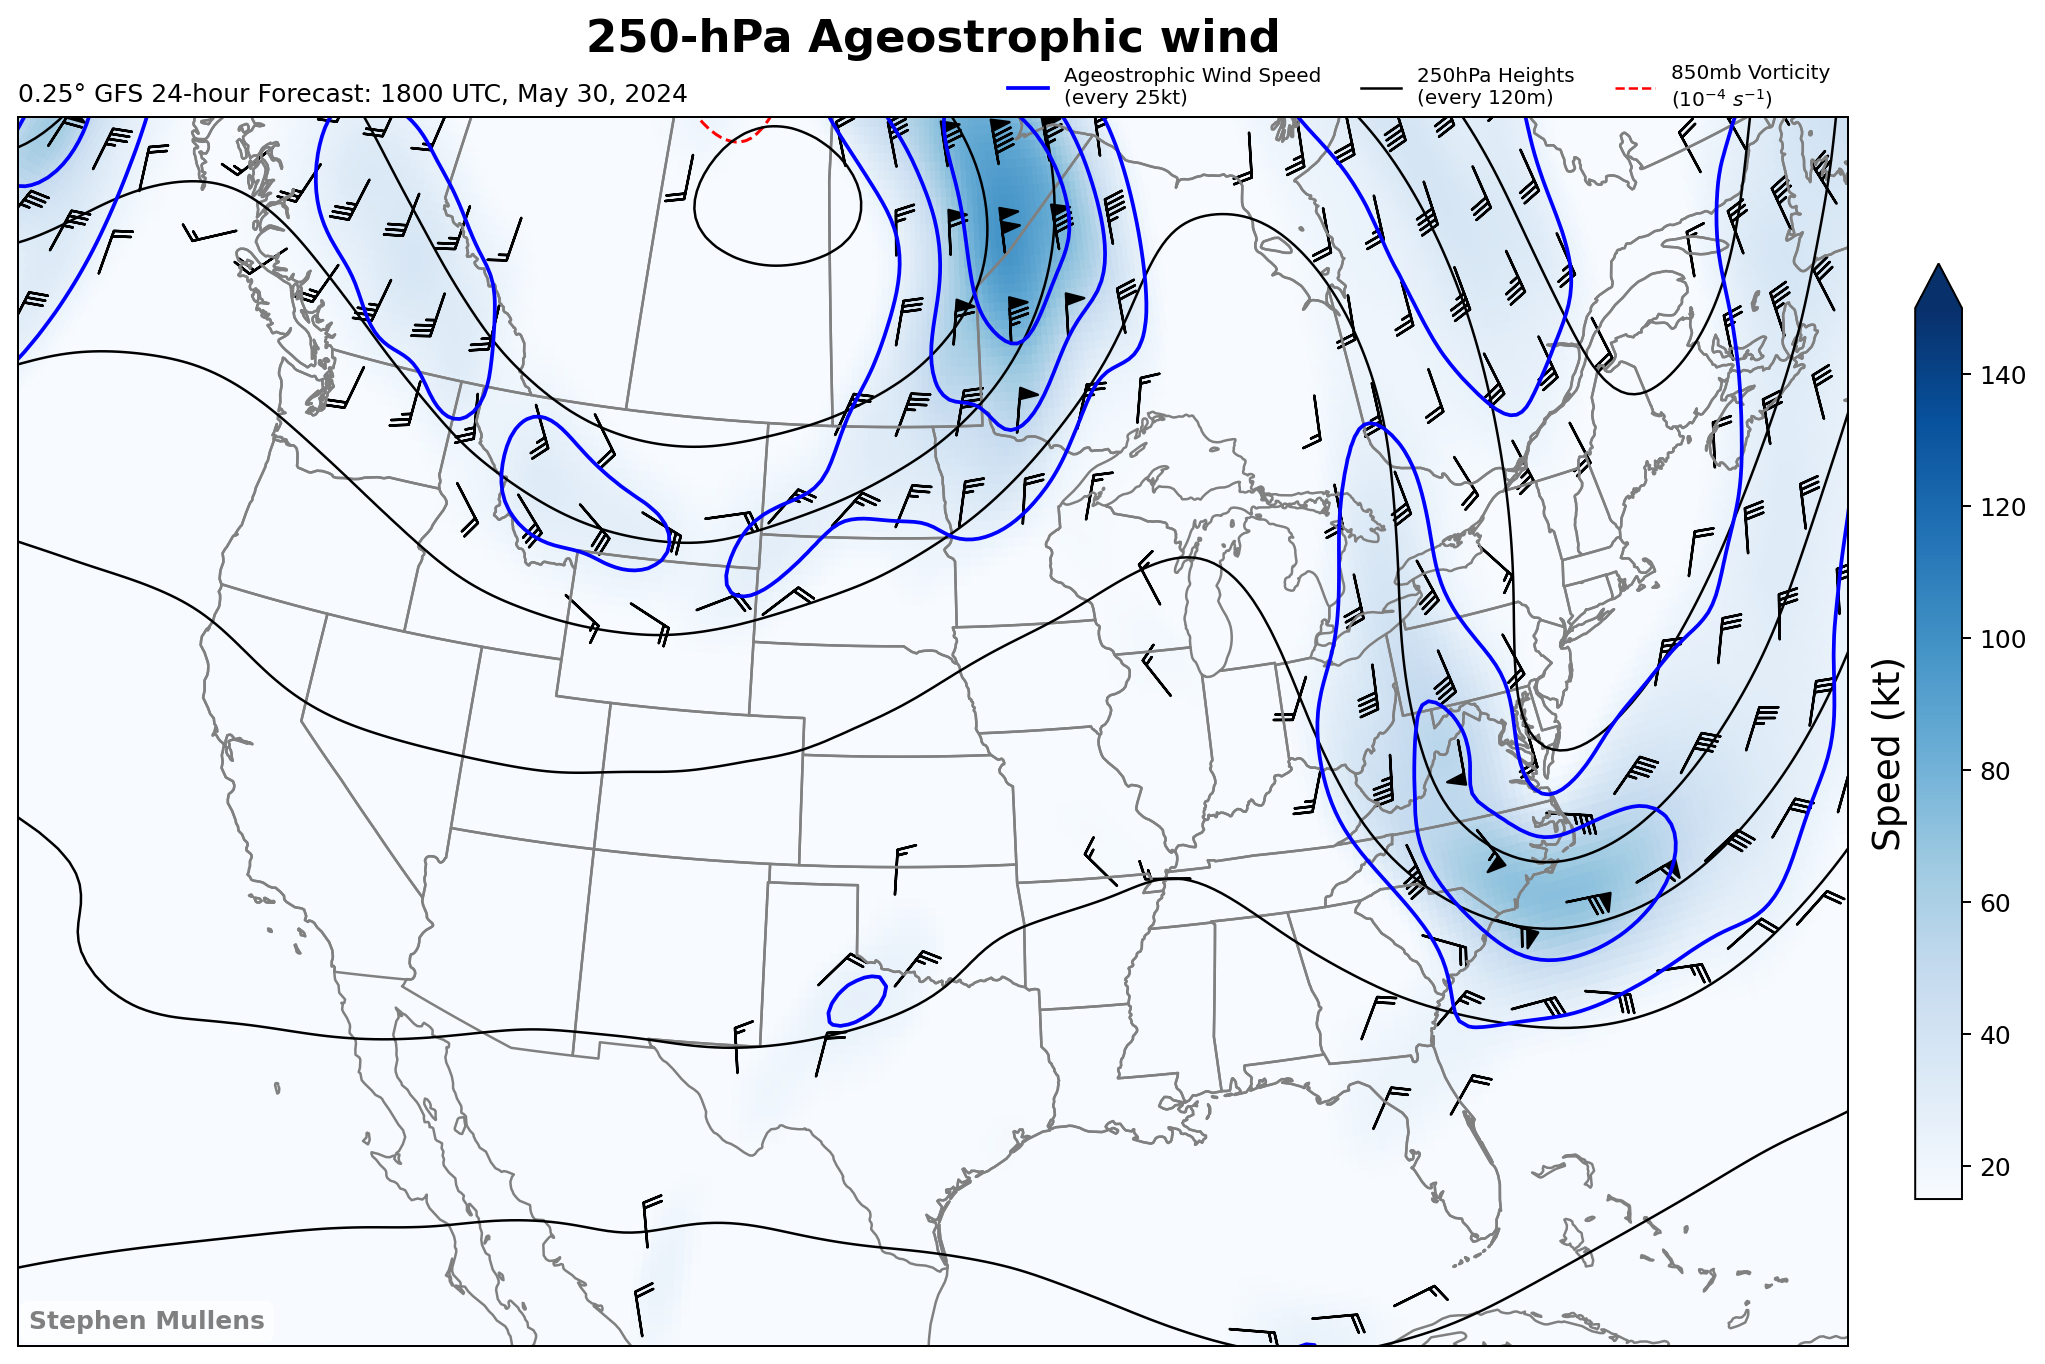 250-hPa Ageostrophic wind
0.25° GFS 24-hour Forecast: 1800 UTC, May 30, 2024
Ageostrophic Wind Speed
(every 25kt)
250hPa Heights
(every 120m)
850mb Vorticity
(10⁻⁴ s⁻¹)
140
120
100
80
60
40
20
Speed (kt)
Stephen Mullens